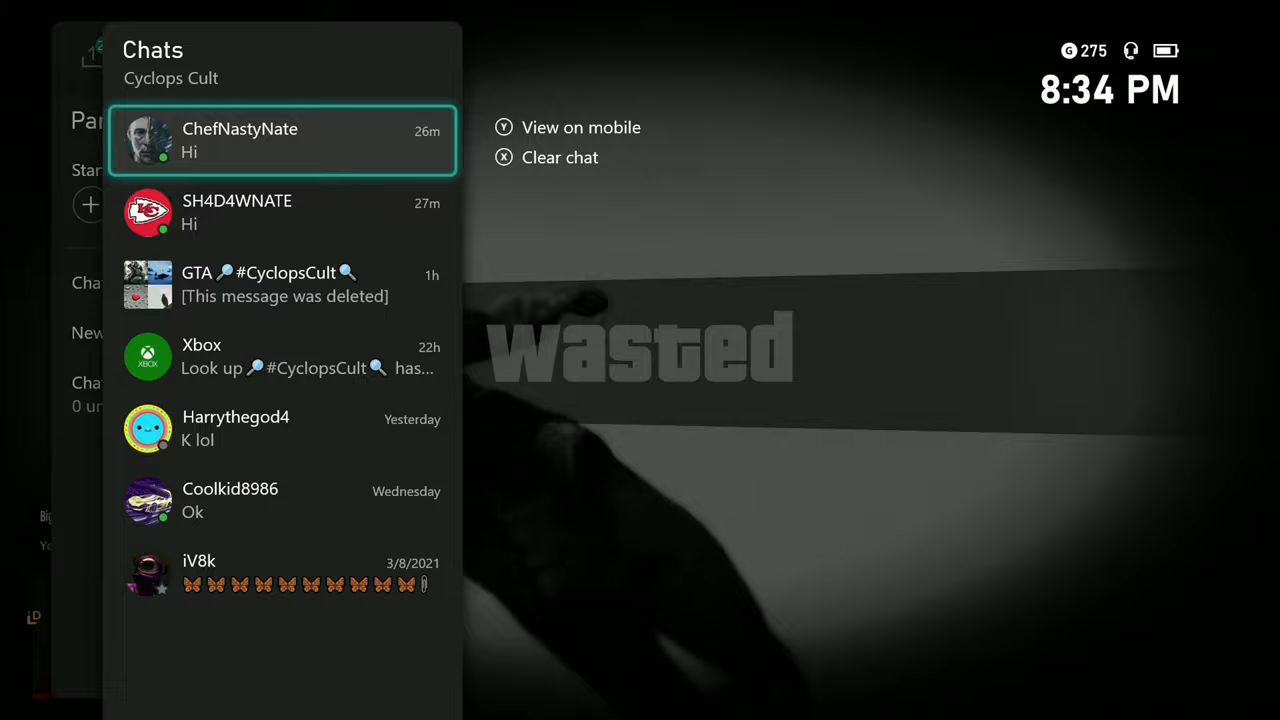 Chats
Cyclops Cult
ChefNastyNate 26m
Hi
SH4D4WNATE 27m
Hi
GTA 🔎#CyclopsCult🔍 1h
[This message was deleted]
Xbox 22h
Look up 🔎#CyclopsCult🔍 has...
XBOX
Harrythegod4 Yesterday
K lol
Coolkid8986 Wednesday
Ok
iV8k 3/8/2021
🦋🦋🦋🦋🦋🦋🦋🦋🦋🦋
Ⓨ View on mobile
Ⓧ Clear chat
G 275
8:34 PM
wasted
KC